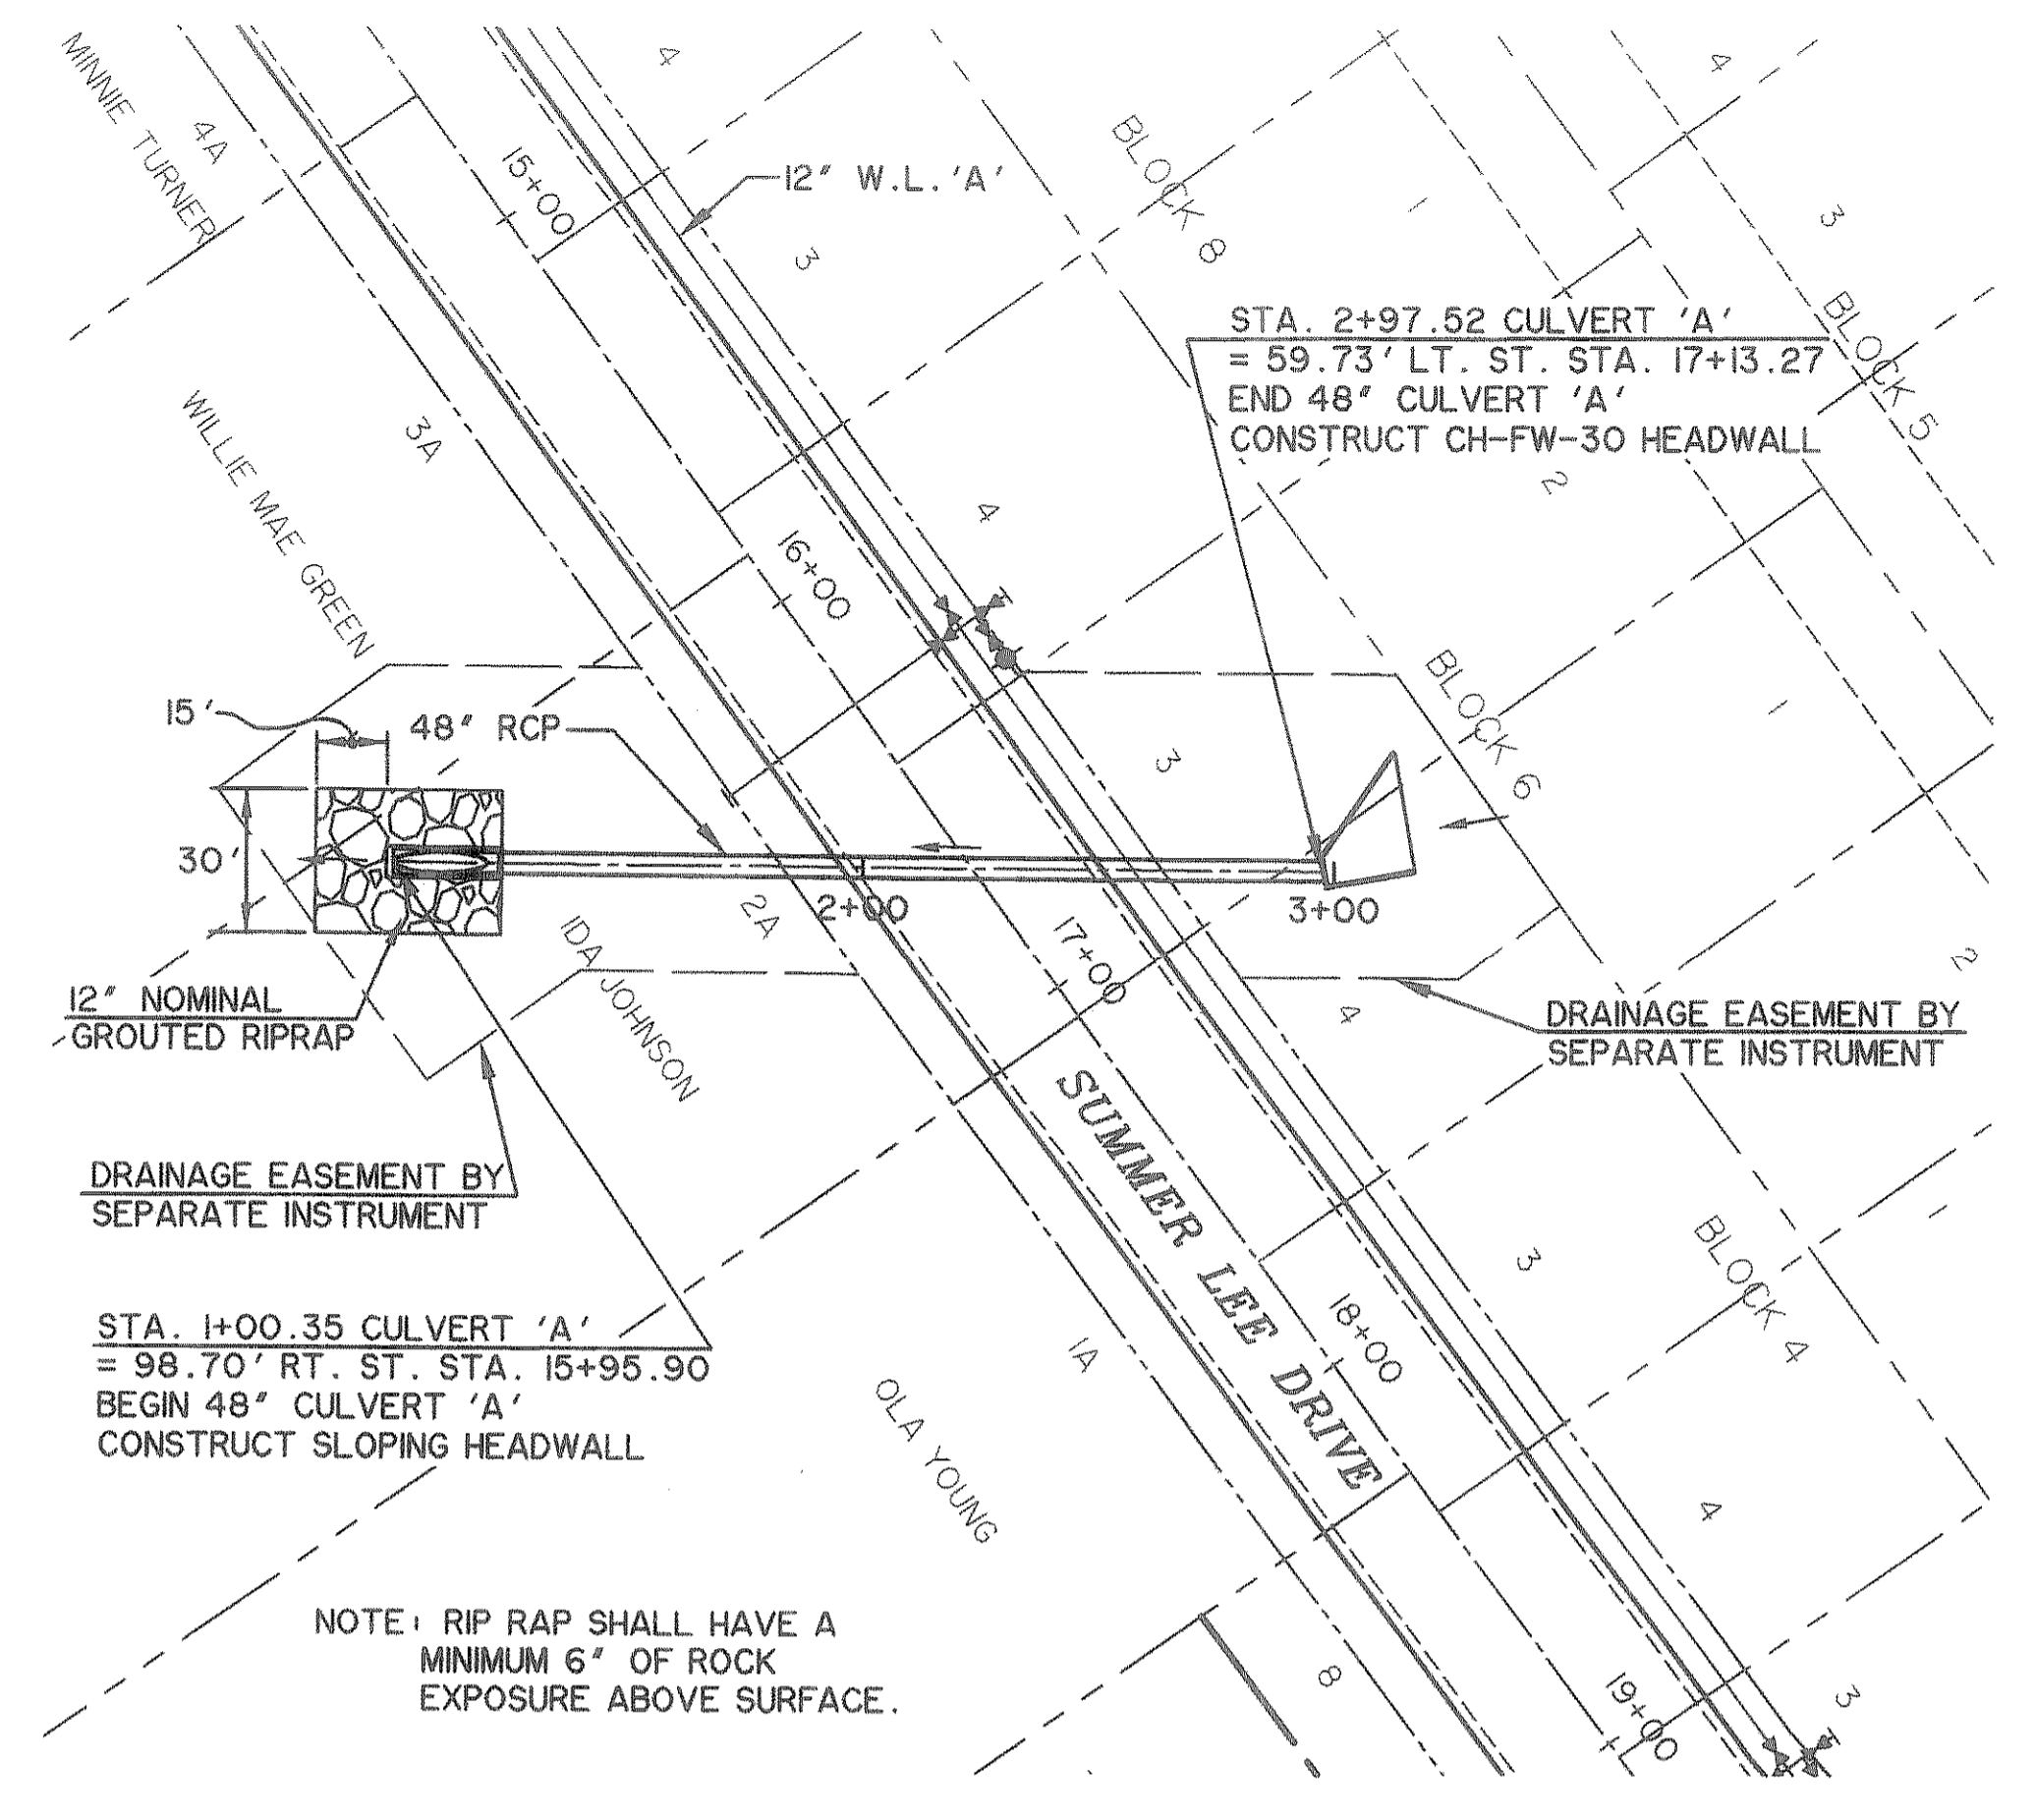 MINNIE TURNER
4A
4
4
15+00
12" W.L. 'A'
BLOCK 8
3
1
3
STA. 2+97.52 CULVERT 'A'
= 59.73' LT. ST. STA. 17+13.27
END 48" CULVERT 'A'
CONSTRUCT CH-FW-30 HEADWALL
BLOCK 5
WILLIE MAE GREEN
3A
4
2
16+00
15'
48" RCP
3
BLOCK 6
1
30'
2A
2+00
3+00
17+00
2
12" NOMINAL
GROUTED RIPRAP
IDA JOHNSON
4
DRAINAGE EASEMENT BY
SEPARATE INSTRUMENT
DRAINAGE EASEMENT BY
SEPARATE INSTRUMENT
SUMMER LEE DRIVE
3
BLOCK 4
1
STA. 1+00.35 CULVERT 'A'
= 98.70' RT. ST. STA. 15+95.90
BEGIN 48" CULVERT 'A'
CONSTRUCT SLOPING HEADWALL
1A
18+00
OLA YOUNG
4
NOTE: RIP RAP SHALL HAVE A
MINIMUM 6" OF ROCK
EXPOSURE ABOVE SURFACE.
8
19+00
3